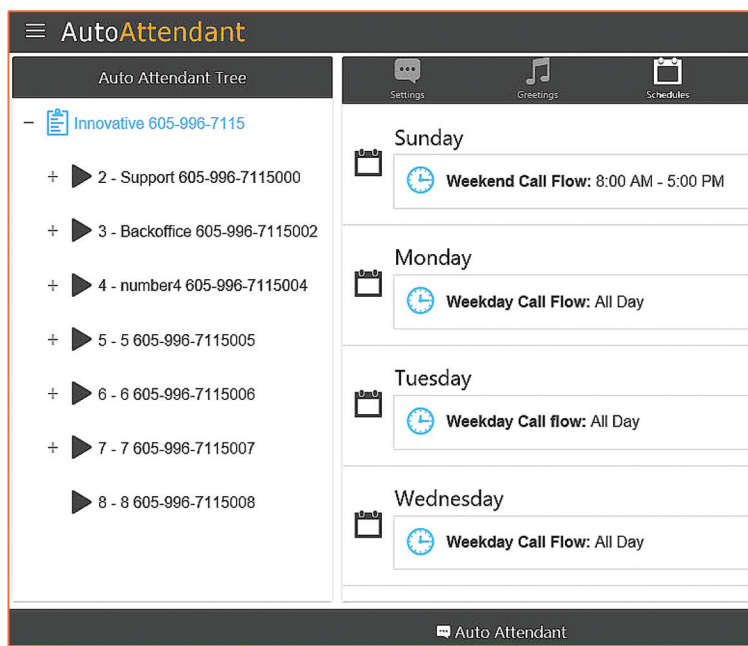 AutoAttendant
Auto Attendant Tree
Innovative 605-996-7115
2 - Support 605-996-7115000
3 - Backoffice 605-996-7115002
4 - number4 605-996-7115004
5 - 5 605-996-7115005
6 - 6 605-996-7115006
7 - 7 605-996-7115007
8 - 8 605-996-7115008
Settings
Greetings
Schedules
Sunday
Weekend Call Flow: 8:00 AM - 5:00 PM
Monday
Weekday Call Flow: All Day
Tuesday
Weekday Call flow: All Day
Wednesday
Weekday Call Flow: All Day
Auto Attendant